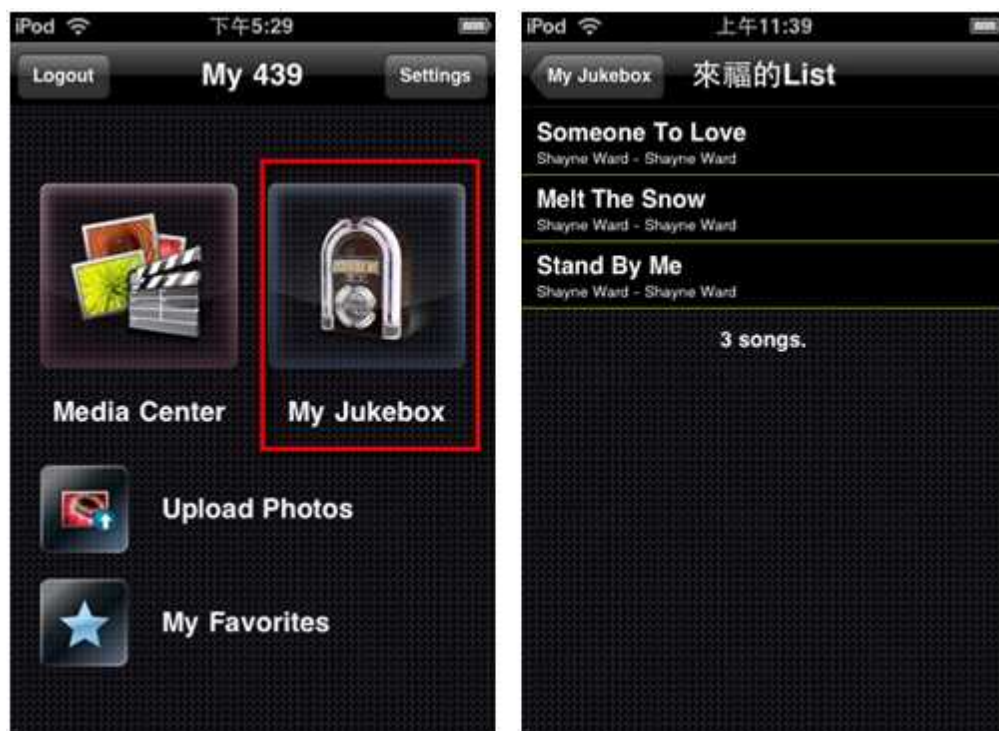 iPod 下午5:29
Logout My 439 Settings
Media Center My Jukebox
Upload Photos
My Favorites
iPod 上午11:39
My Jukebox 來福的List
Someone To Love
Shayne Ward - Shayne Ward
Melt The Snow
Shayne Ward - Shayne Ward
Stand By Me
Shayne Ward - Shayne Ward
3 songs.